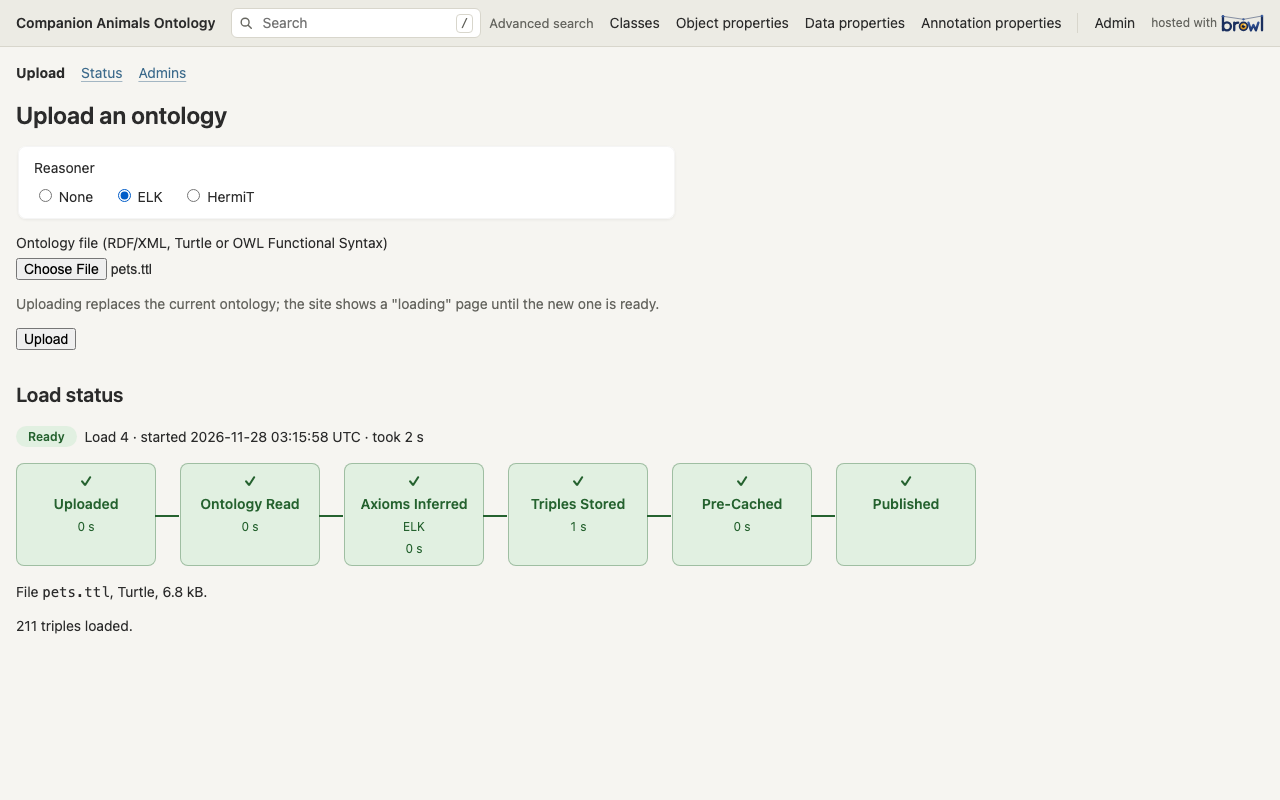 Companion Animals Ontology Search / Advanced search Classes Object properties Data properties Annotation properties Admin hosted with browl
Upload Status Admins
Upload an ontology
Reasoner
None ELK HermiT
Ontology file (RDF/XML, Turtle or OWL Functional Syntax)
Choose File pets.ttl
Uploading replaces the current ontology; the site shows a "loading" page until the new one is ready.
Upload
Load status
Ready Load 4 · started 2026-11-28 03:15:58 UTC · took 2 s
Uploaded Ontology Read Axioms Inferred Triples Stored Pre-Cached Published
0 s 0 s ELK 1 s 0 s
0 s
File pets.ttl, Turtle, 6.8 kB.
211 triples loaded.